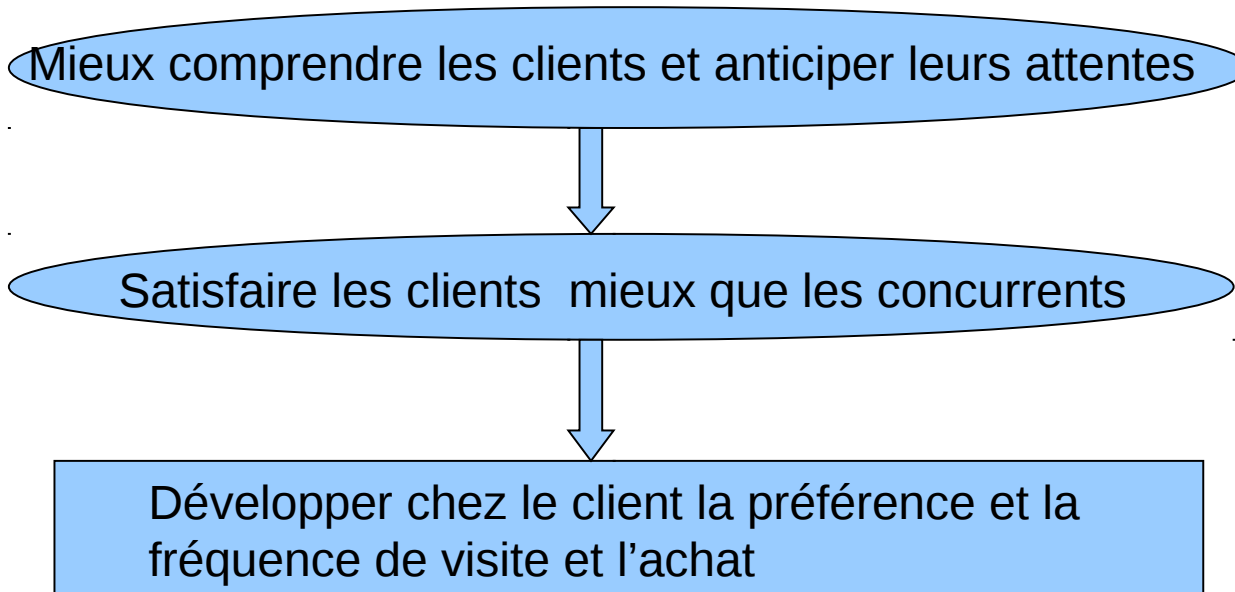 Mieux comprendre les clients et anticiper leurs attentes
Satisfaire les clients  mieux que les concurrents
Développer chez le client la préférence et la
fréquence de visite et l’achat